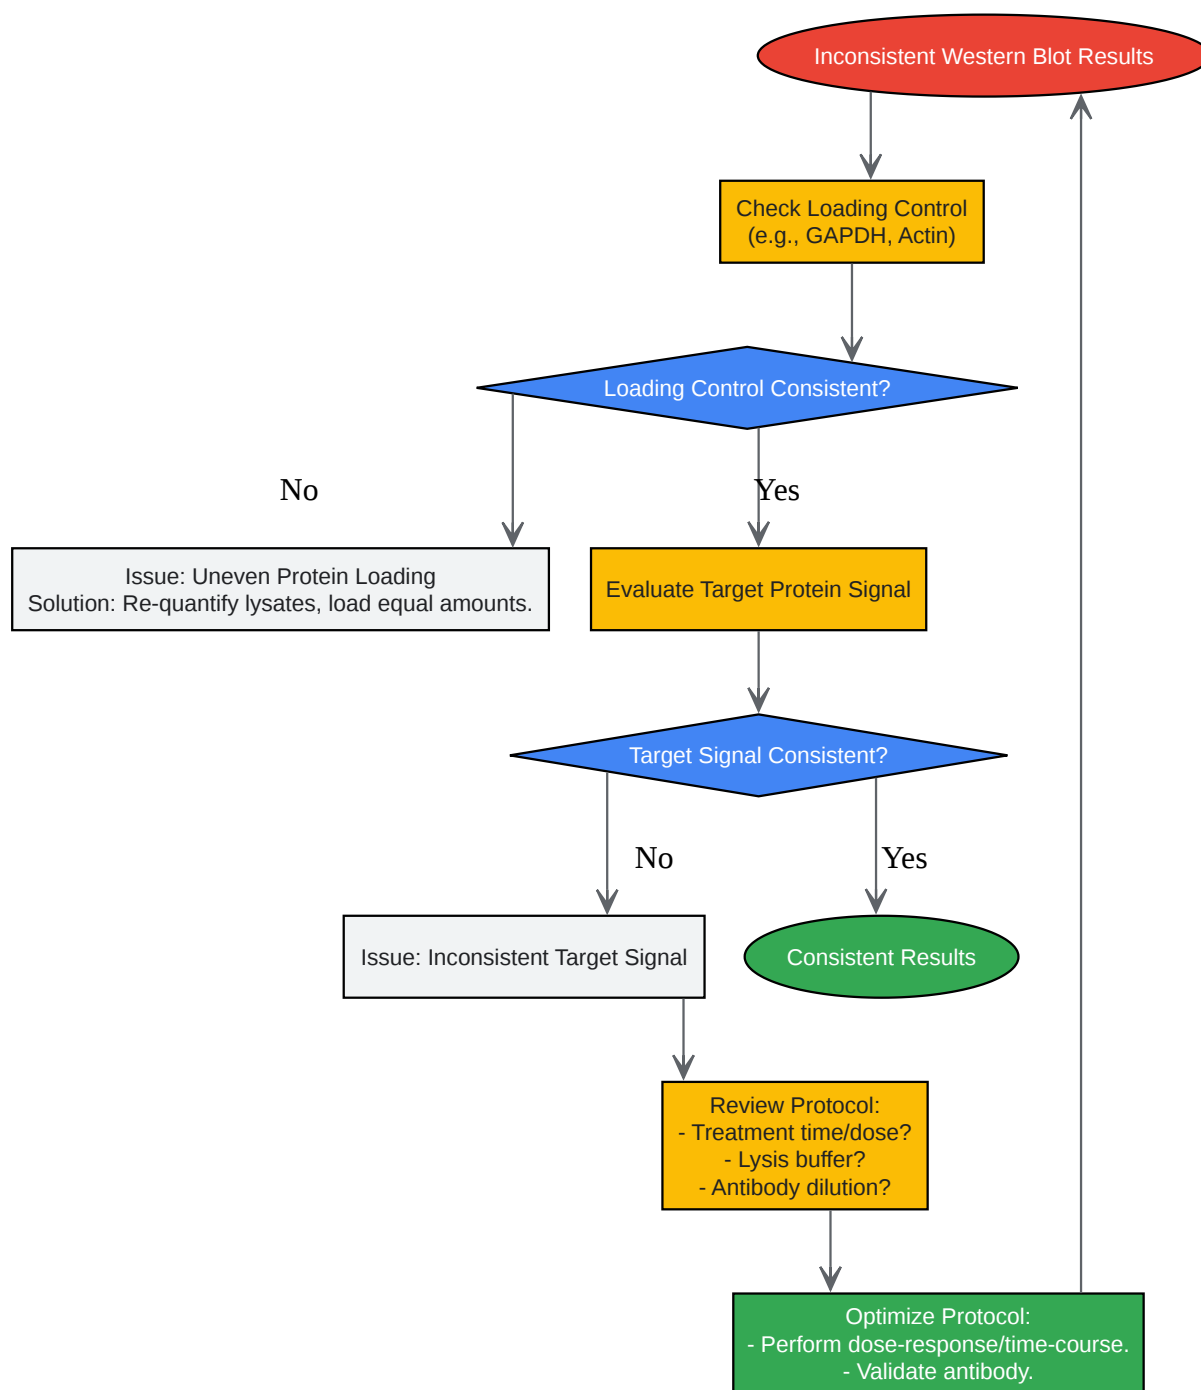 Inconsistent Western Blot Results
Check Loading Control
(e.g., GAPDH, Actin)
Loading Control Consistent?
No
Yes
Issue: Uneven Protein Loading
Solution: Re-quantify lysates, load equal amounts.
Evaluate Target Protein Signal
Target Signal Consistent?
No
Yes
Issue: Inconsistent Target Signal
Consistent Results
Review Protocol:
- Treatment time/dose?
- Lysis buffer?
- Antibody dilution?
Optimize Protocol:
- Perform dose-response/time-course.
- Validate antibody.